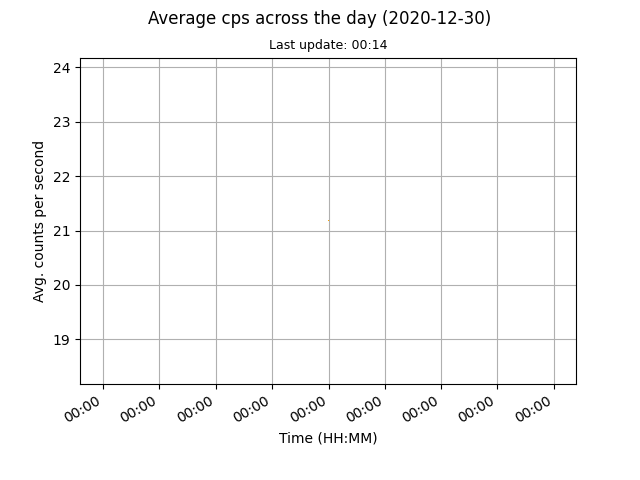 Average cps across the day (2020-12-30)
Last update: 00:14
24
23
22
21
20
19
Avg. counts per second
00:00 00:00 00:00 00:00 00:00 00:00 00:00 00:00 00:00
Time (HH:MM)